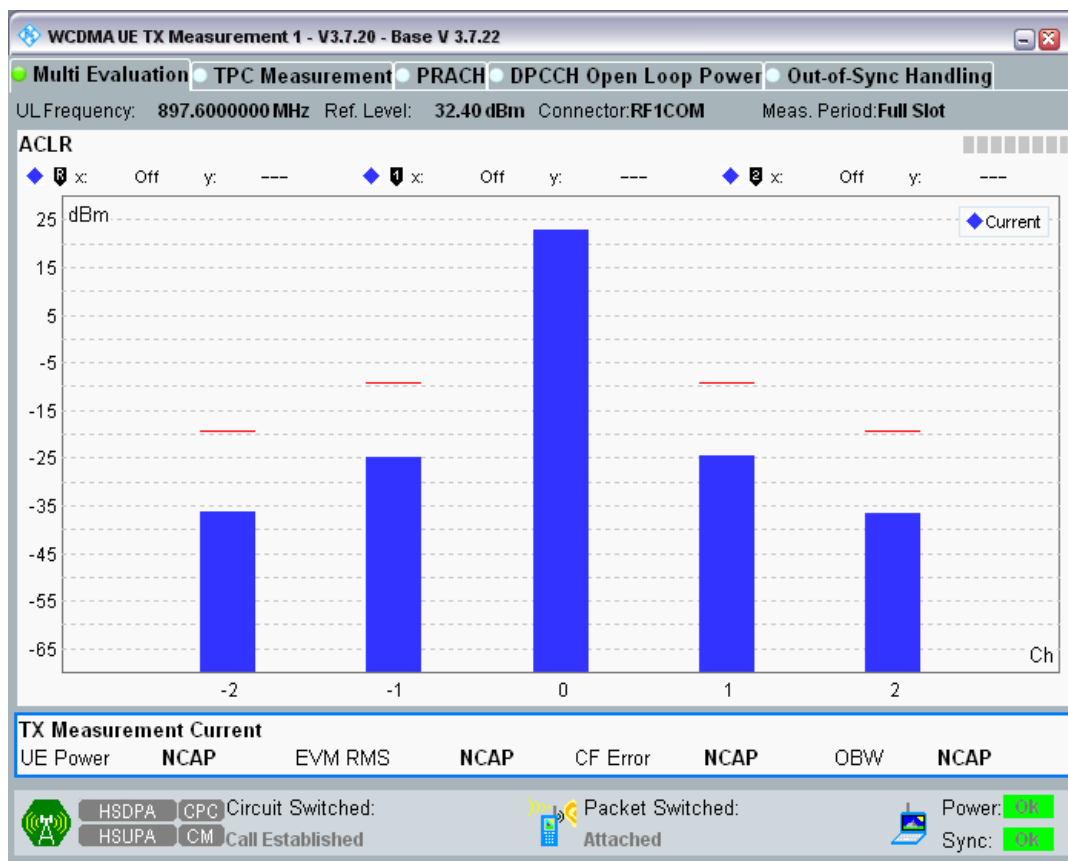 WCDMA UE TX Measurement 1 - V3.7.20 - Base V 3.7.22
Multi Evaluation TPC Measurement PRACH DPCCH Open Loop Power Out-of-Sync Handling
UL Frequency: 897.6000000 MHz Ref. Level: 32.40 dBm Connector:RF1COM Meas. Period:Full Slot
ACLR
R x: Off y: --- 1 x: Off y: --- 2 x: Off y: ---
dBm
Current
25
15
5
-5
-15
-25
-35
-45
-55
-65
Ch
-2 -1 0 1 2
TX Measurement Current
UE Power NCAP EVM RMS NCAP CF Error NCAP OBW NCAP
HSDPA CPC Circuit Switched: Packet Switched: Power: Ok
HSUPA CM Call Established Attached Sync: Ok